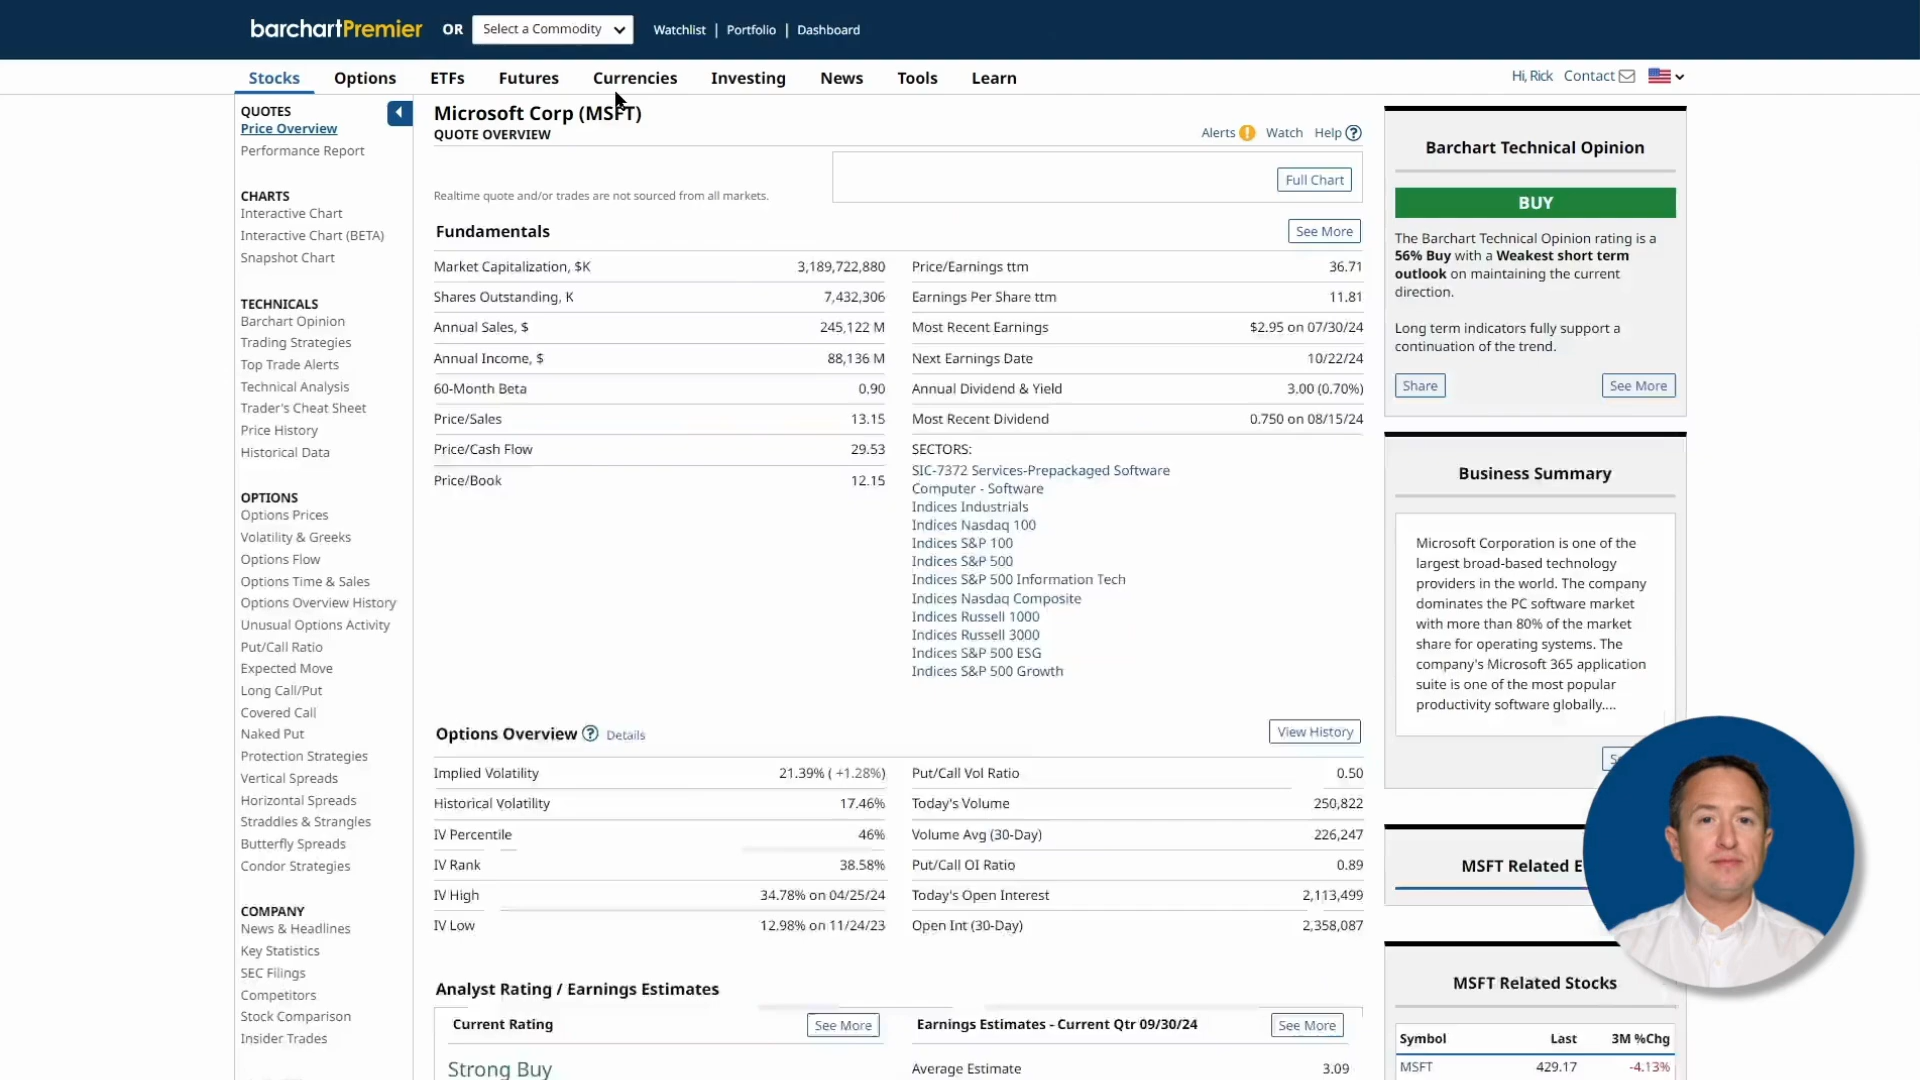 barchartPremier OR Select a Commodity Watchlist | Portfolio | Dashboard
Stocks Options ETFs Futures Currencies Investing News Tools Learn Hi, Rick Contact
QUOTES
Price Overview
Performance Report
CHARTS
Interactive Chart
Interactive Chart (BETA)
Snapshot Chart
TECHNICALS
Barchart Opinion
Trading Strategies
Top Trade Alerts
Technical Analysis
Trader's Cheat Sheet
Price History
Historical Data
OPTIONS
Options Prices
Volatility & Greeks
Options Flow
Options Time & Sales
Options Overview History
Unusual Options Activity
Put/Call Ratio
Expected Move
Long Call/Put
Covered Call
Naked Put
Protection Strategies
Vertical Spreads
Horizontal Spreads
Straddles & Strangles
Butterfly Spreads
Condor Strategies
COMPANY
News & Headlines
Key Statistics
SEC Filings
Competitors
Stock Comparison
Insider Trades
Microsoft Corp (MSFT)
QUOTE OVERVIEW
Alerts ! Watch Help ?
Realtime quote and/or trades are not sourced from all markets.
Full Chart
Fundamentals See More
Market Capitalization, $K 3,189,722,880
Shares Outstanding, K 7,432,306
Annual Sales, $ 245,122 M
Annual Income, $ 88,136 M
60-Month Beta 0.90
Price/Sales 13.15
Price/Cash Flow 29.53
Price/Book 12.15
Price/Earnings ttm 36.71
Earnings Per Share ttm 11.81
Most Recent Earnings $2.95 on 07/30/24
Next Earnings Date 10/22/24
Annual Dividend & Yield 3.00 (0.70%)
Most Recent Dividend 0.750 on 08/15/24
SECTORS:
SIC-7372 Services-Prepackaged Software
Computer - Software
Indices Industrials
Indices Nasdaq 100
Indices S&P 100
Indices S&P 500
Indices S&P 500 Information Tech
Indices Nasdaq Composite
Indices Russell 1000
Indices Russell 3000
Indices S&P 500 ESG
Indices S&P 500 Growth
Options Overview ? Details View History
Implied Volatility 21.39% ( +1.28%)
Historical Volatility 17.46%
IV Percentile 46%
IV Rank 38.58%
IV High 34.78% on 04/25/24
IV Low 12.98% on 11/24/23
Put/Call Vol Ratio 0.50
Today's Volume 250,822
Volume Avg (30-Day) 226,247
Put/Call OI Ratio 0.89
Today's Open Interest 2,113,499
Open Int (30-Day) 2,358,087
Analyst Rating / Earnings Estimates
Current Rating See More
Strong Buy
Earnings Estimates - Current Qtr 09/30/24 See More
Average Estimate 3.09
Barchart Technical Opinion
BUY
The Barchart Technical Opinion rating is a
56% Buy with a Weakest short term
outlook on maintaining the current
direction.
Long term indicators fully support a
continuation of the trend.
Share See More
Business Summary
Microsoft Corporation is one of the
largest broad-based technology
providers in the world. The company
dominates the PC software market
with more than 80% of the market
share for operating systems. The
company's Microsoft 365 application
suite is one of the most popular
productivity software globally....
MSFT Related
MSFT Related Stocks
Symbol Last 3M %Chg
MSFT 429.17 -4.13%